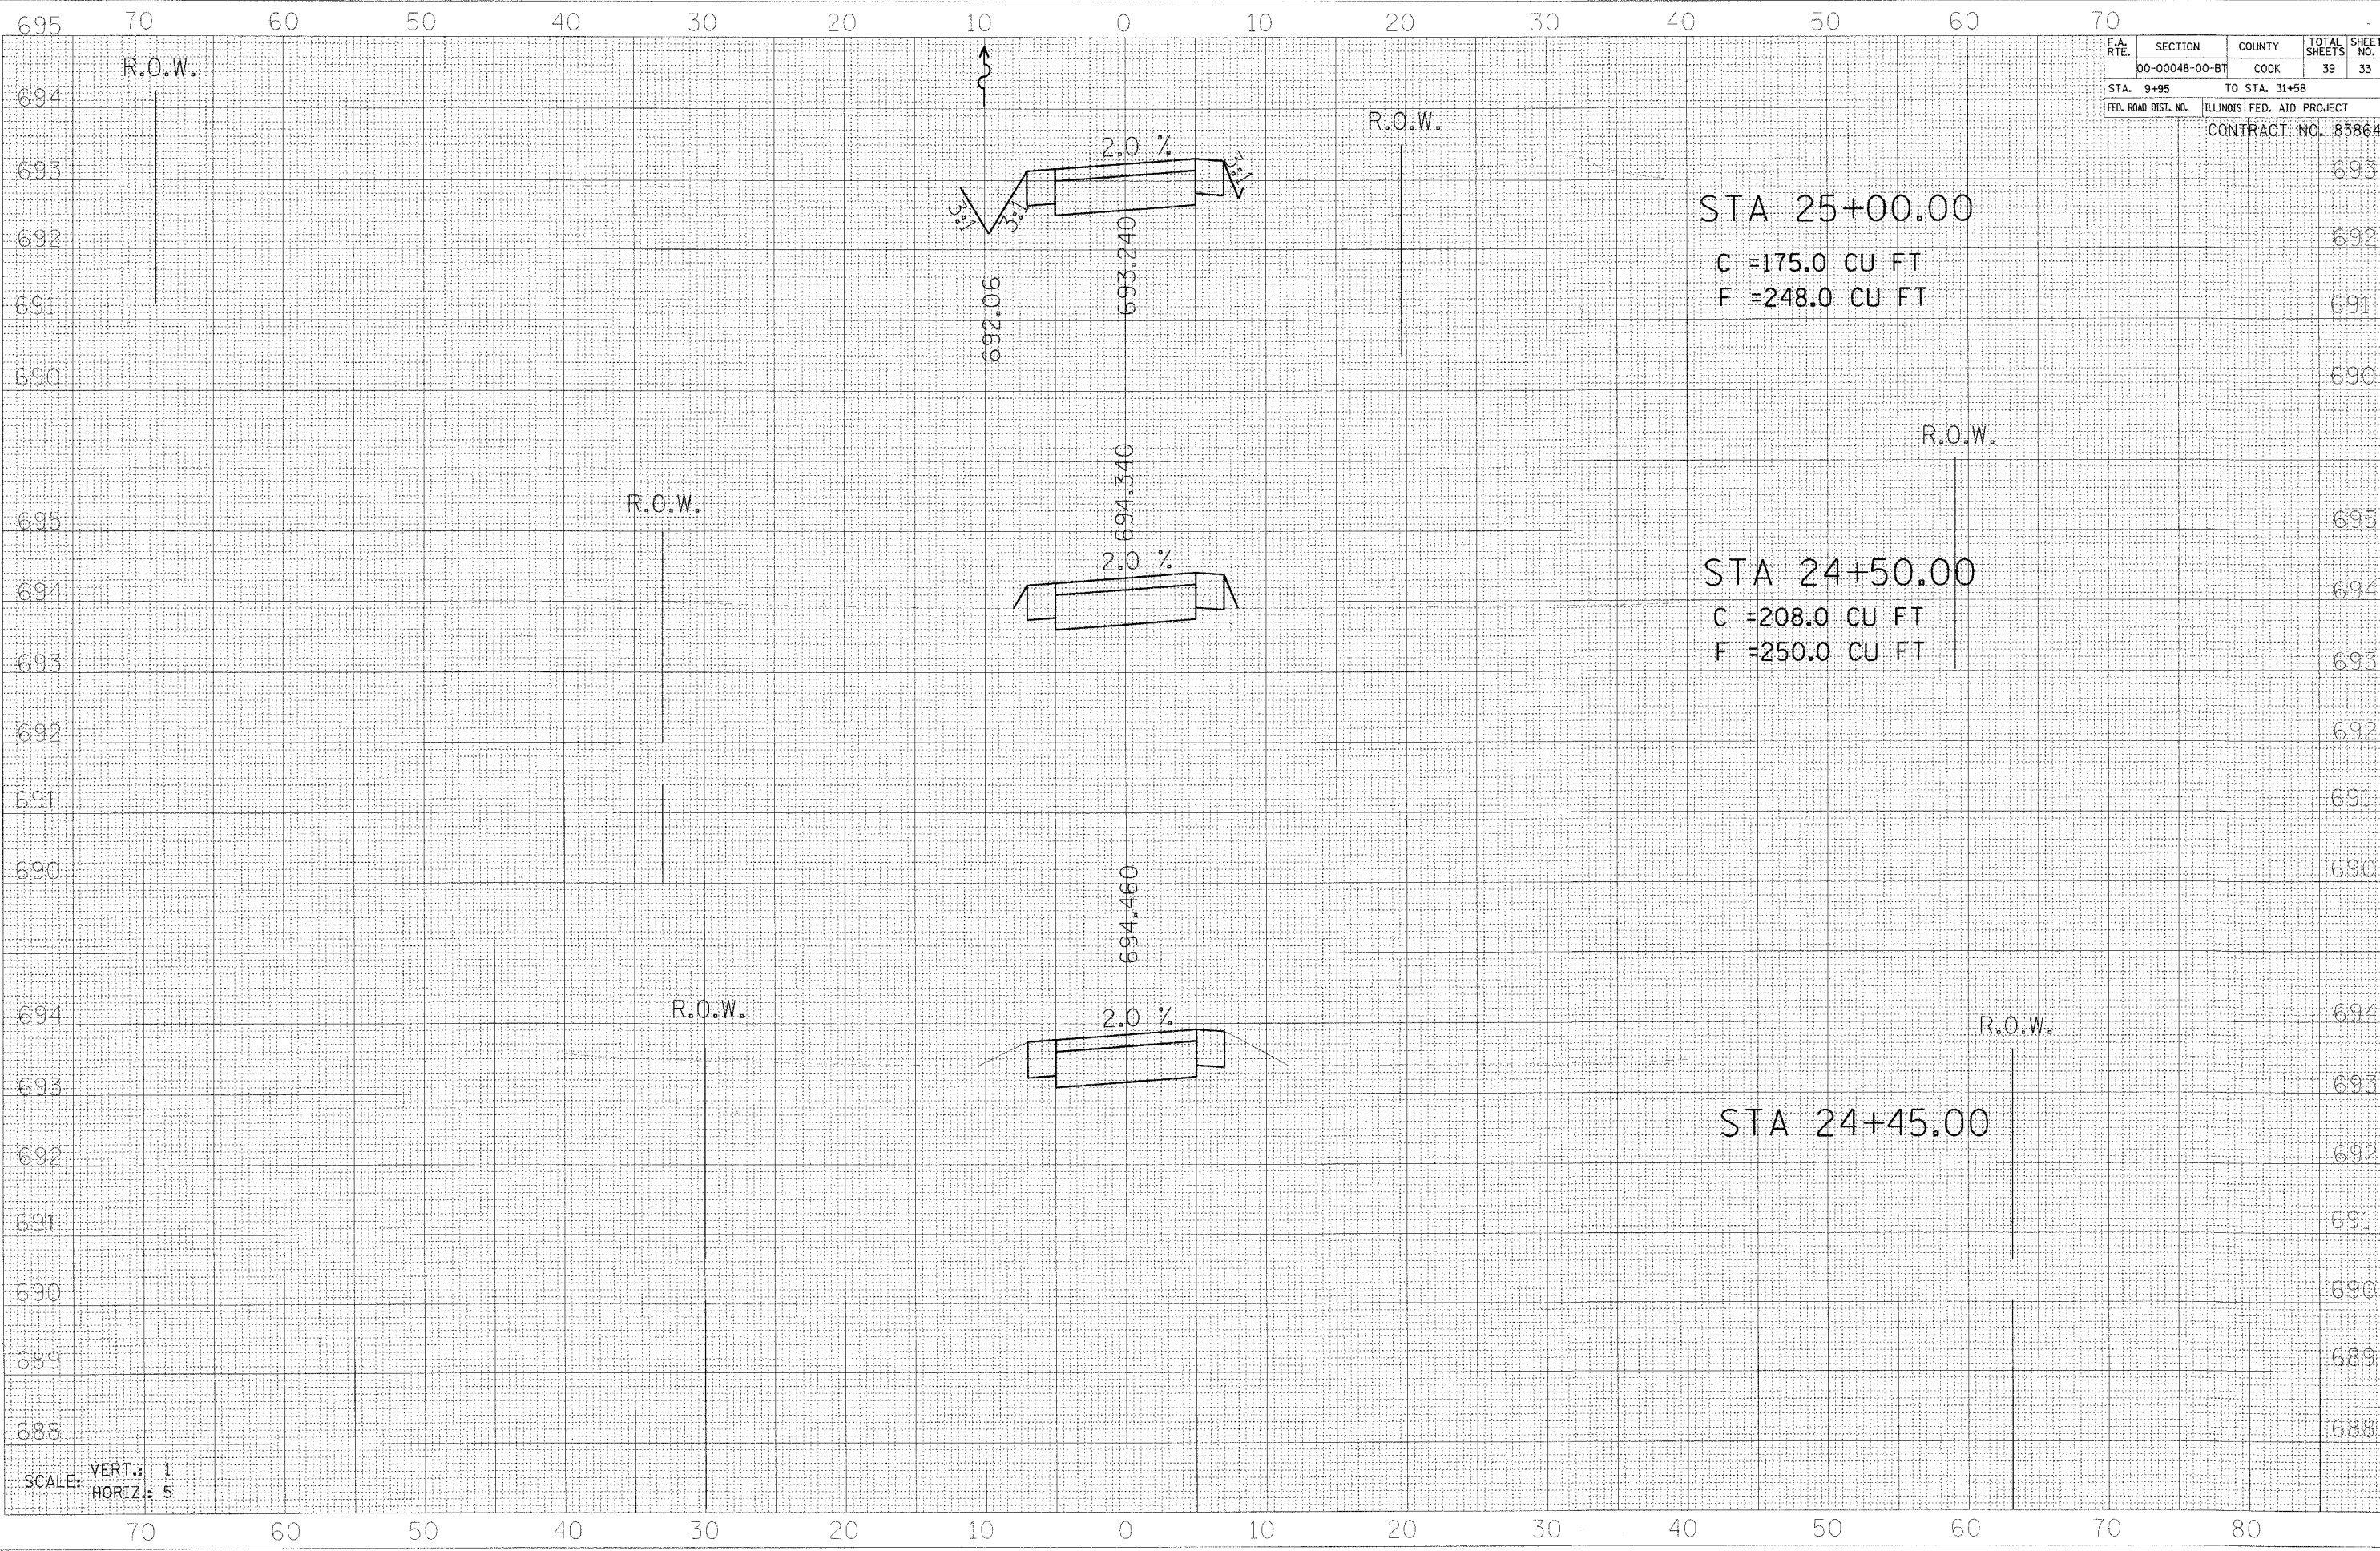 695 70 60 50 40 30 20 10 0 10 20 30 40 50 60 70
F.A. RTE. SECTION COUNTY TOTAL SHEETS SHEET NO.
00-00048-00-BT COOK 39 33
STA. 9+95 TO STA. 31+58
FED. ROAD DIST. NO. ILLINOIS FED. AID PROJECT
CONTRACT NO. 83864
R.O.W.
694
R.O.W.
2.0 %
693 693
3:1 3:1 3:1
STA 25+00.00
692 692
693.240
C =175.0 CU FT
F =248.0 CU FT
691 691
692.06
690 690
R.O.W.
694.340
R.O.W.
695 695
2.0 %
STA 24+50.00
694 694
C =208.0 CU FT
F =250.0 CU FT
693 693
692 692
691 691
690 690
694.460
R.O.W.
694 694
2.0 %
R.O.W.
693 693
STA 24+45.00
692 692
691 691
690 690
689 689
688 688
SCALE: VERT.: 1
HORIZ.: 5
70 60 50 40 30 20 10 0 10 20 30 40 50 60 70 80